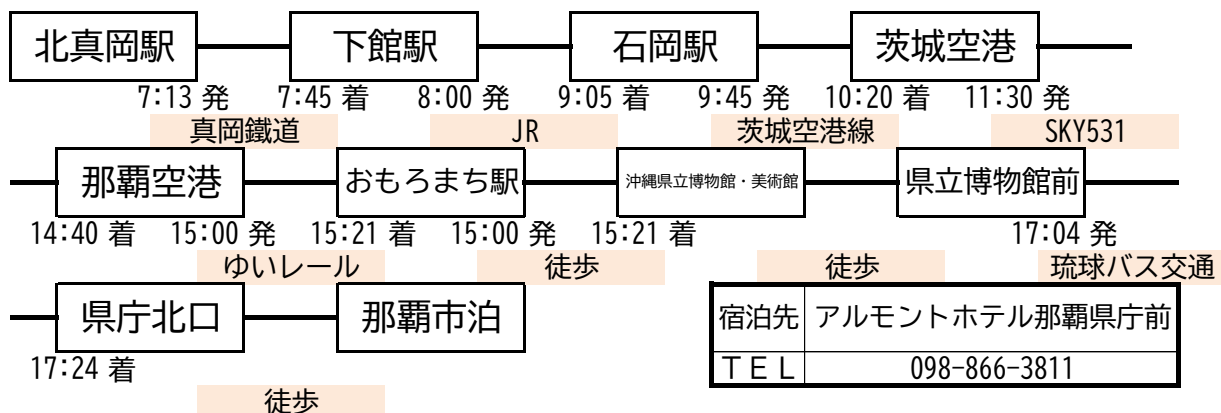 北真岡駅 下館駅 石岡駅 茨城空港
7:13 発 7:45 着 8:00 発 9:05 着 9:45 発 10:20 着 11:30 発
真岡鐵道 JR 茨城空港線 SKY531
那覇空港 おもろまち駅 沖縄県立博物館・美術館 県立博物館前
14:40 着 15:00 発 15:21 着 15:00 発 15:21 着 17:04 発
ゆいレール 徒歩 徒歩 琉球バス交通
県庁北口 那覇市泊 宿泊先 アルモントホテル那覇県庁前
17:24 着 ＴＥＬ 098-866-3811
徒歩